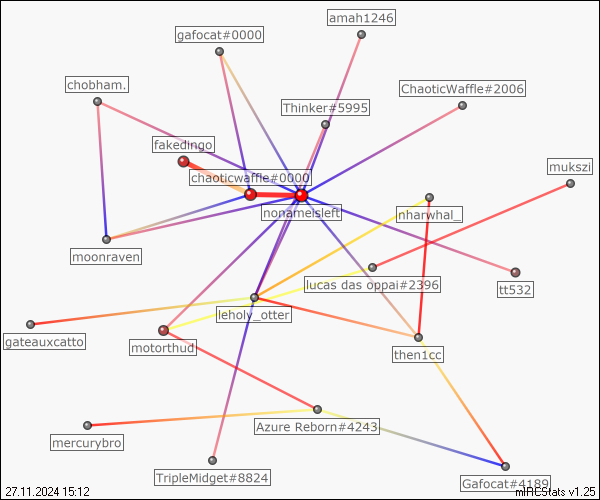 amah1246
gafocat#0000
chobham.
ChaoticWaffle#2006
Thinker#5995
fakedingo
mukszi
chaoticwaffle#0000
nonameisleft
nharwhal_
moonraven
lucas das oppai#2396
tt532
leholy_otter
gateauxcatto
motorthud
then1cc
Azure Reborn#4243
mercurybro
TripleMidget#8824
Gafocat#4189
27.11.2024 15:12
mIRCStats v1.25